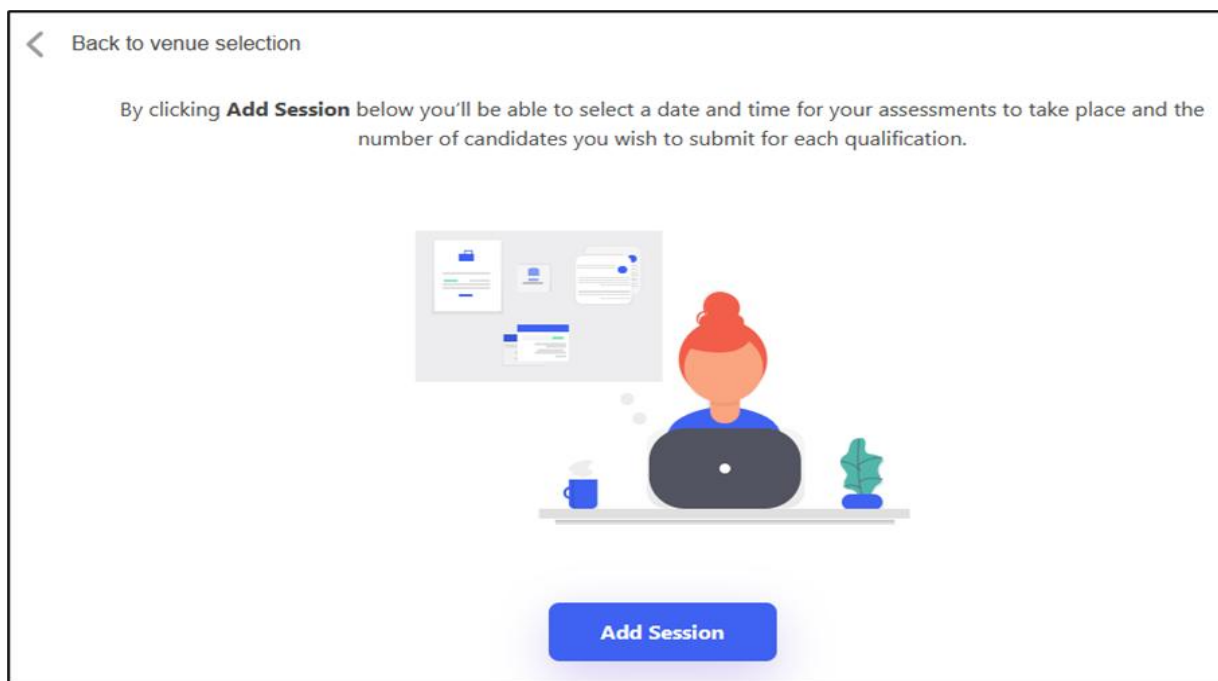 Back to venue selection
By clicking Add Session below you'll be able to select a date and time for your assessments to take place and the
number of candidates you wish to submit for each qualification.
Add Session